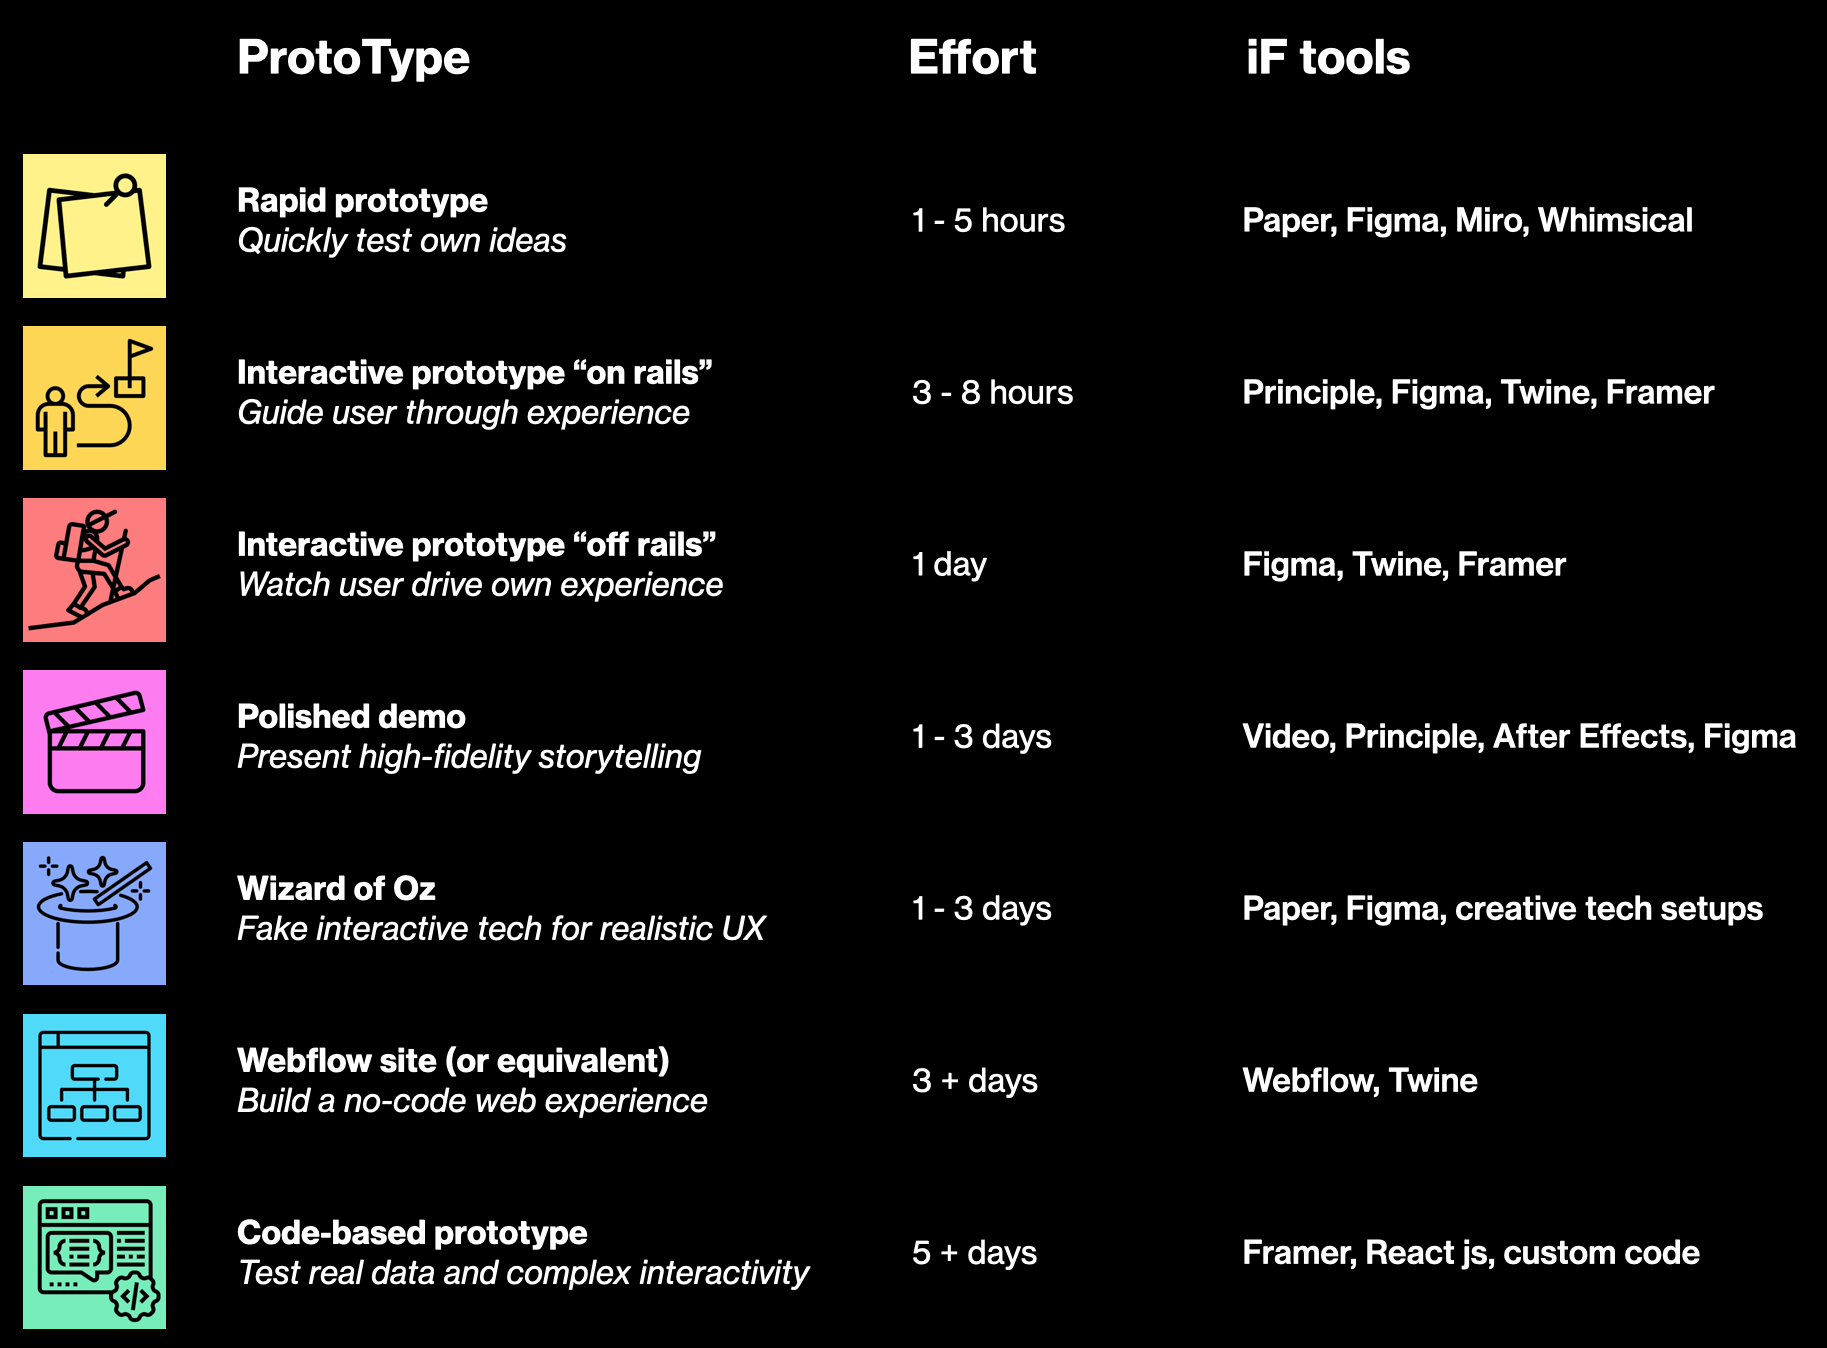 ProtoType Effort iF tools
Rapid prototype
Quickly test own ideas
1 - 5 hours
Paper, Figma, Miro, Whimsical
Interactive prototype “on rails”
Guide user through experience
3 - 8 hours
Principle, Figma, Twine, Framer
Interactive prototype “off rails”
Watch user drive own experience
1 day
Figma, Twine, Framer
Polished demo
Present high-fidelity storytelling
1 - 3 days
Video, Principle, After Effects, Figma
Wizard of Oz
Fake interactive tech for realistic UX
1 - 3 days
Paper, Figma, creative tech setups
Webflow site (or equivalent)
Build a no-code web experience
3 + days
Webflow, Twine
Code-based prototype
Test real data and complex interactivity
5 + days
Framer, React js, custom code